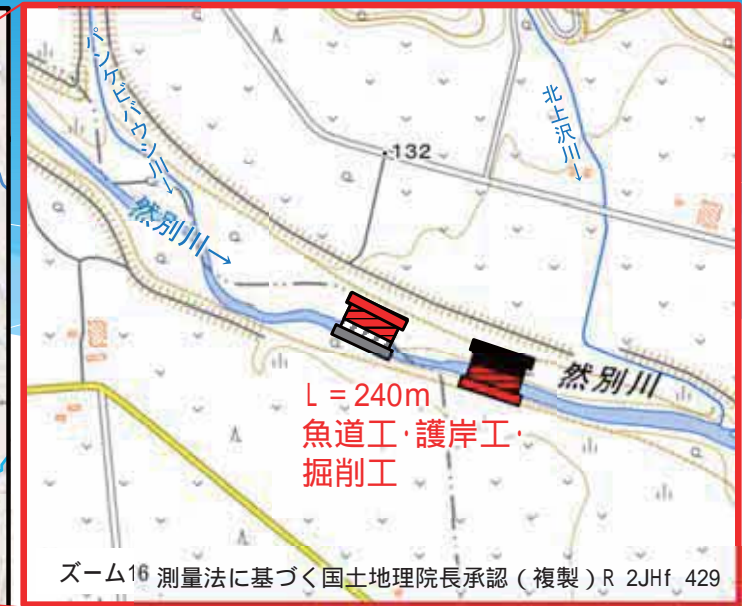 パンケビバウシ川→
北上沢川→
・132
然別川→
然別川
L=240m
魚道工・護岸工・
掘削工
ズーム16 測量法に基づく国土地理院長承認(複製)R 2JHf 429